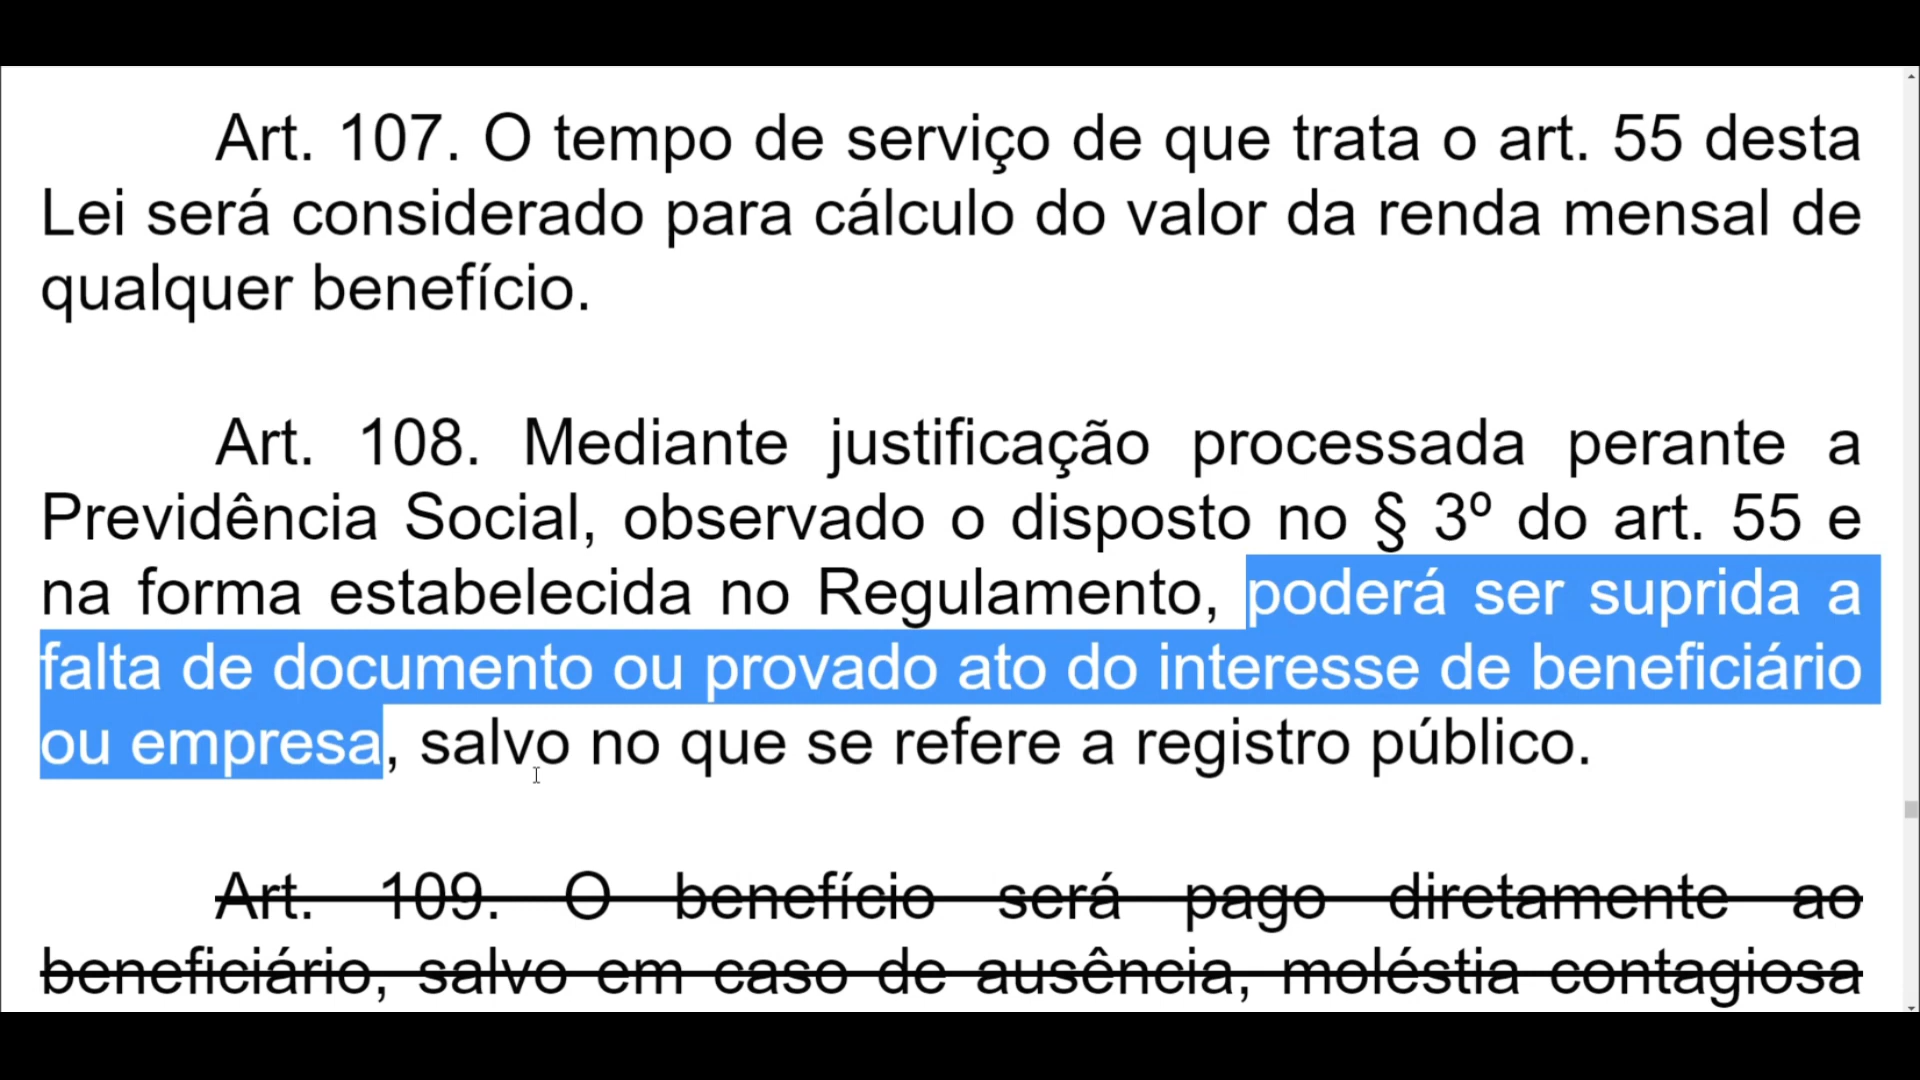 Art. 107. O tempo de serviço de que trata o art. 55 desta
Lei será considerado para cálculo do valor da renda mensal de
qualquer benefício.
Art. 108. Mediante justificação processada perante a
Previdência Social, observado o disposto no § 3º do art. 55 e
na forma estabelecida no Regulamento, poderá ser suprida a
falta de documento ou provado ato do interesse de beneficiário
ou empresa, salvo no que se refere a registro público.
Art. 109. O benefício será pago diretamente ao
beneficiário, salvo em caso de ausência, moléstia contagiosa